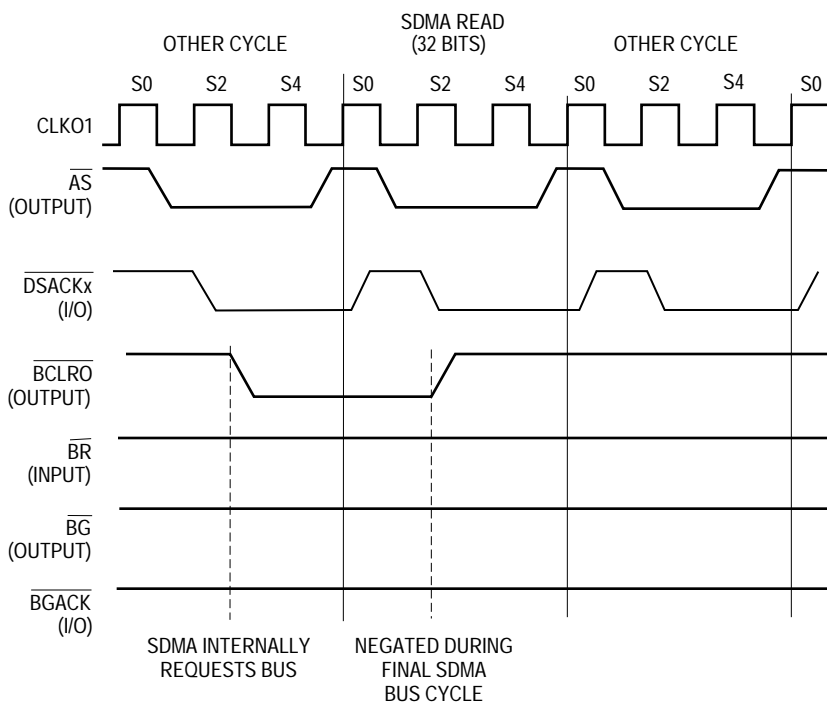 SDMA READ
OTHER CYCLE (32 BITS) OTHER CYCLE
S0 S2 S4 S0 S2 S4 S0 S2 S4 S0
CLKO1
AS
(OUTPUT)
DSACKx
(I/O)
BCLRO
(OUTPUT)
BR
(INPUT)
BG
(OUTPUT)
BGACK
(I/O)
SDMA INTERNALLY
REQUESTS BUS
NEGATED DURING
FINAL SDMA
BUS CYCLE